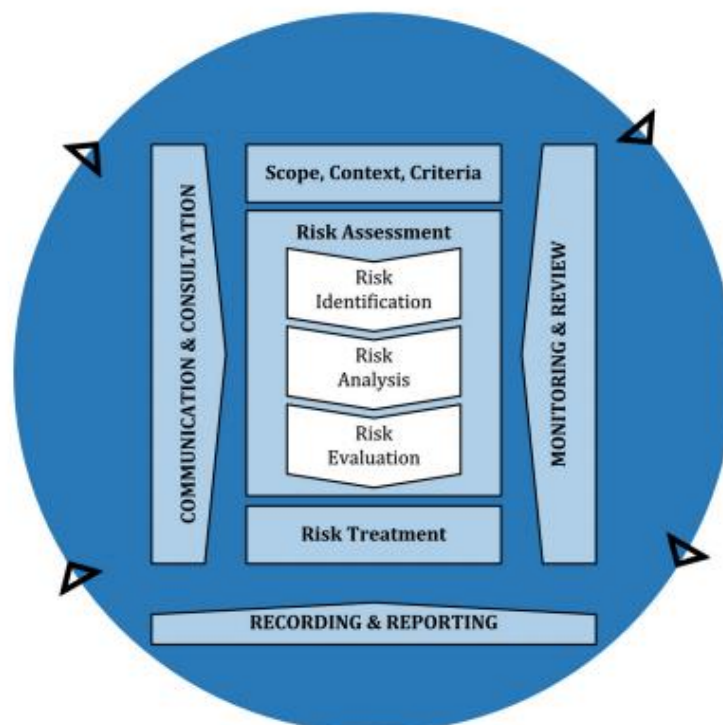 Scope, Context, Criteria
Risk Assessment
Risk
Identification
Risk
Analysis
Risk
Evaluation
Risk Treatment
COMMUNICATION & CONSULTATION
MONITORING & REVIEW
RECORDING & REPORTING